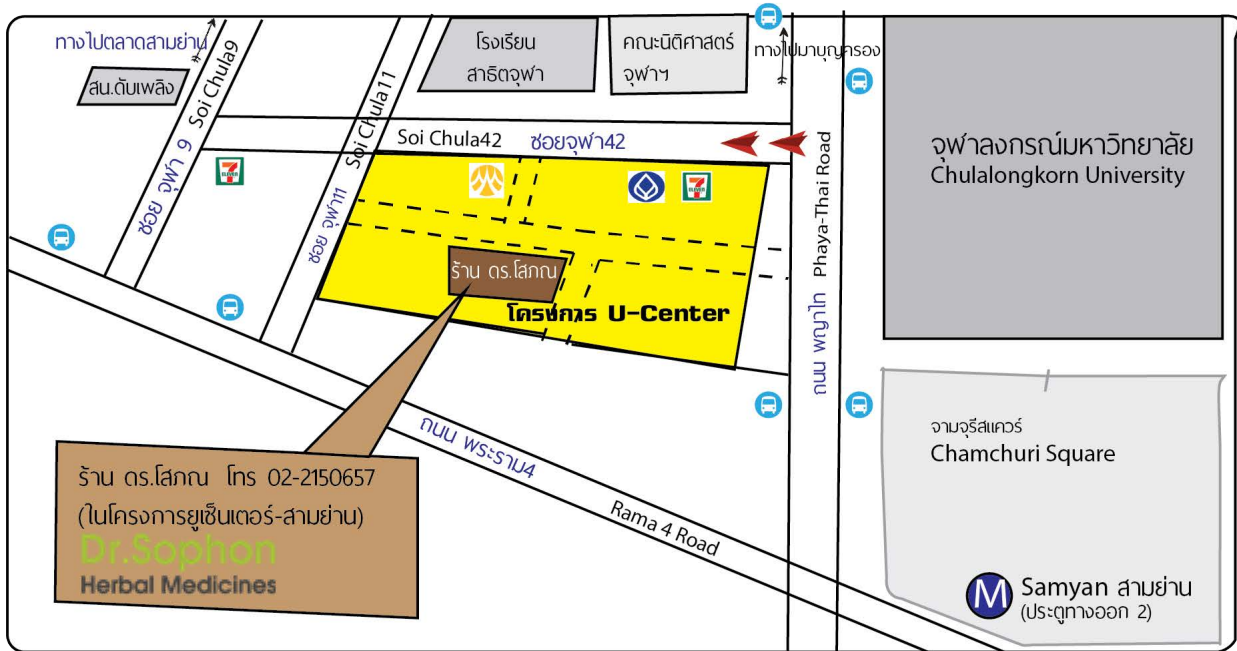 ทางไปตลาดสามย่าน
สน.ดับเพลิง
Soi Chula9
ซอย จุฬา 9
Soi Chula11
ซอย จุฬา11
โรงเรียน
สาธิตจุฬา
คณะนิติศาสตร์
จุฬาฯ
ทางไปมาบุญครอง
Soi Chula42 ซอยจุฬา42
7
ELEVEN
7
ELEVEN
Phaya-Thai Road
ถนน พญาไท
จุฬาลงกรณ์มหาวิทยาลัย
Chulalongkorn University
ร้าน ดร.โสภณ
โครงการ U-Center
จามจุรีสแควร์
Chamchuri Square
ถนน พระราม4
Rama 4 Road
ร้าน ดร.โสภณ โทร 02-2150657
(ในโครงการยูเซ็นเตอร์-สามย่าน)
Dr.Sophon
Herbal Medicines
M Samyan สามย่าน
(ประตูทางออก 2)